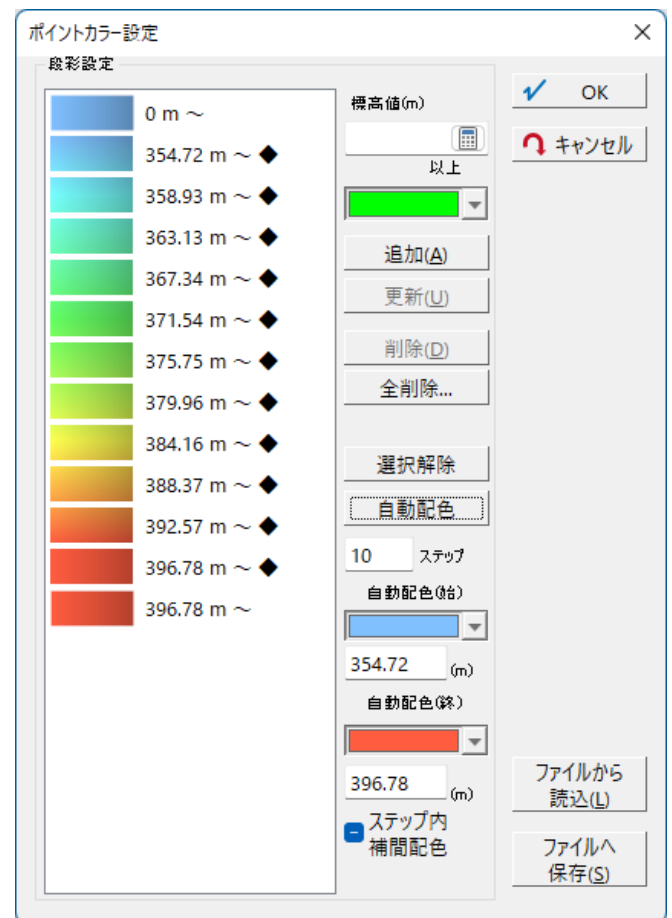 ポイントカラー設定
段彩設定
0 m ～
354.72 m ～ ◆
358.93 m ～ ◆
363.13 m ～ ◆
367.34 m ～ ◆
371.54 m ～ ◆
375.75 m ～ ◆
379.96 m ～ ◆
384.16 m ～ ◆
388.37 m ～ ◆
392.57 m ～ ◆
396.78 m ～ ◆
396.78 m ～
標高値(m)
以上
追加(A)
更新(U)
削除(D)
全削除...
選択解除
自動配色
10 ステップ
自動配色(始)
354.72 (m)
自動配色(終)
396.78 (m)
ステップ内
補間配色
OK
キャンセル
ファイルから
読込(L)
ファイルへ
保存(S)